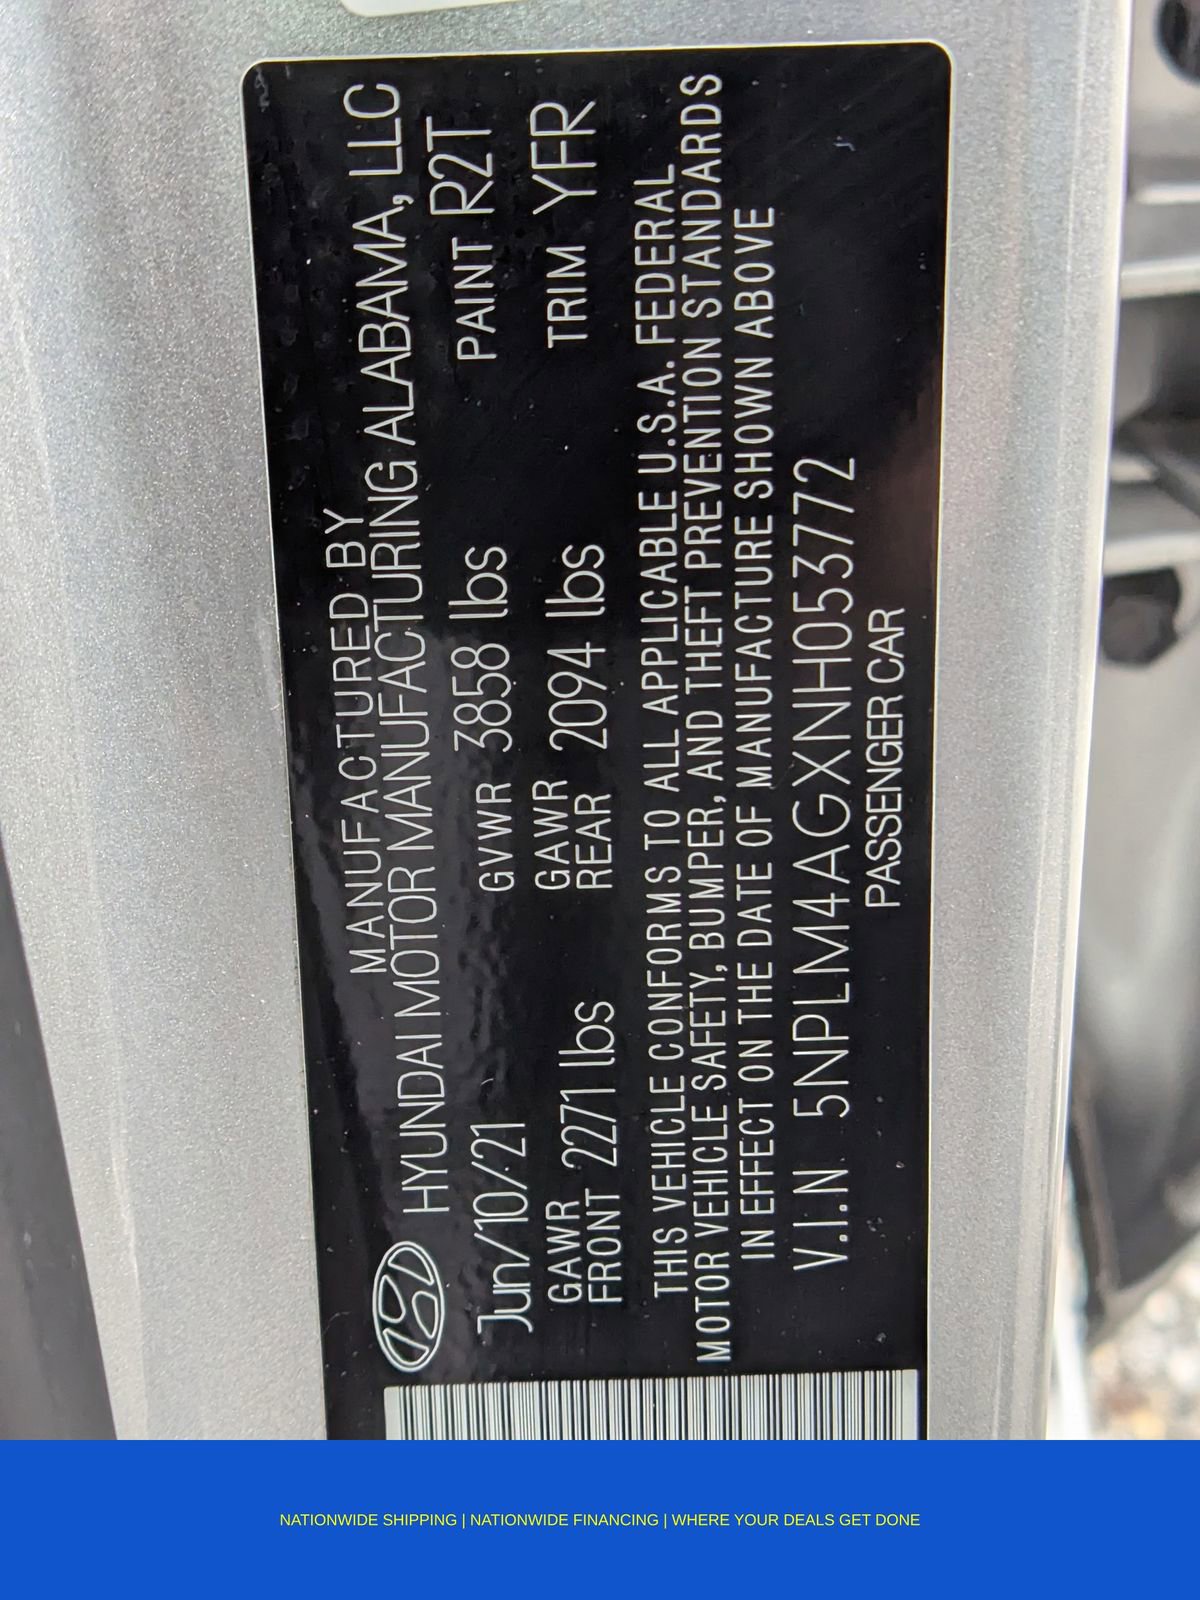 MANUFACTURED BY
HYUNDAI MOTOR MANUFACTURING ALABAMA, LLC
Jun/10/21 GVWR 3858 lbs PAINT R2T
GAWR FRONT 2271 lbs GAWR REAR 2094 lbs TRIM YFR
THIS VEHICLE CONFORMS TO ALL APPLICABLE U.S.A. FEDERAL
MOTOR VEHICLE SAFETY, BUMPER, AND THEFT PREVENTION STANDARDS
IN EFFECT ON THE DATE OF MANUFACTURE SHOWN ABOVE
V.I.N 5NPLM4AGXNH053772
PASSENGER CAR
NATIONWIDE SHIPPING | NATIONWIDE FINANCING | WHERE YOUR DEALS GET DONE